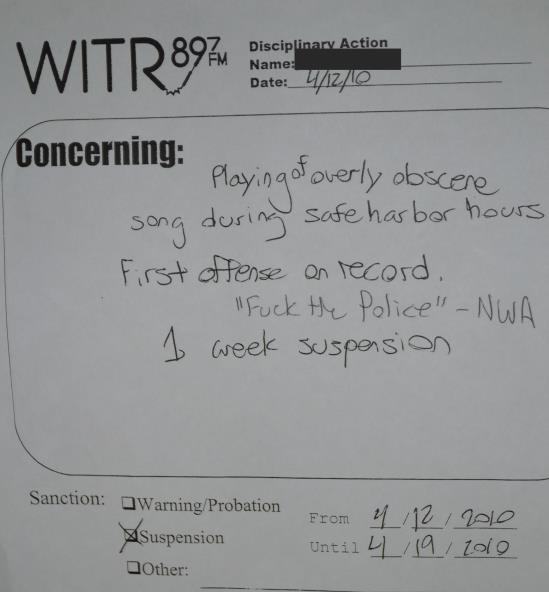 WITR 89.7 FM
Disciplinary Action
Name:
Date: 4/12/10
Concerning:
Playing of overly obscene
song during safe harbor hours
First offense on record.
"Fuck the Police" - NWA
1 week suspension
Sanction:
Warning/Probation
Suspension
Other:
From 4/12/2010
Until 4/19/2010